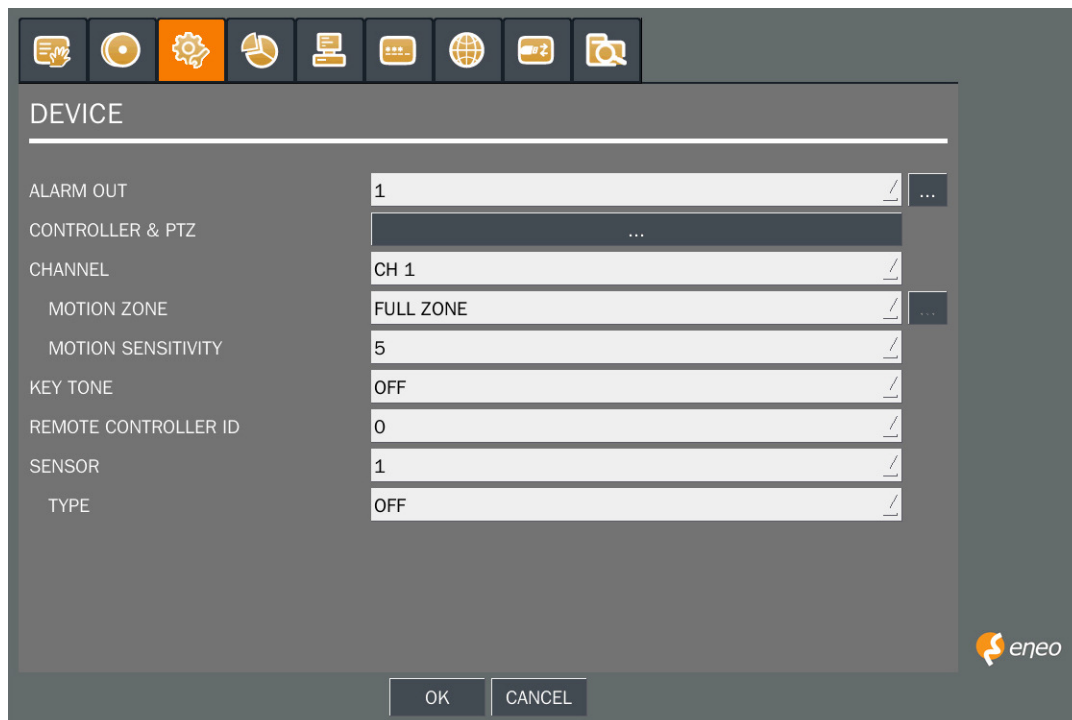 DEVICE
ALARM OUT 1 ...
CONTROLLER & PTZ ...
CHANNEL CH 1
MOTION ZONE FULL ZONE ...
MOTION SENSITIVITY 5
KEY TONE OFF
REMOTE CONTROLLER ID 0
SENSOR 1
TYPE OFF
eneo
OK CANCEL